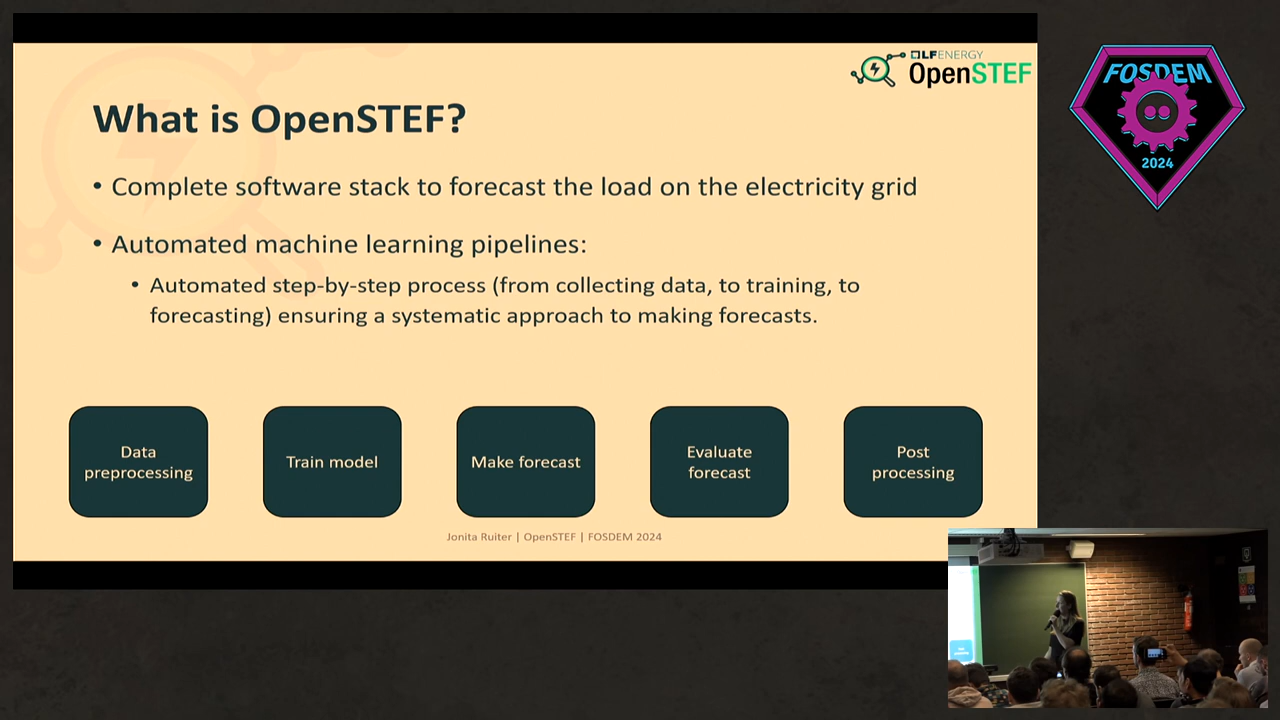 LFENERGY
OpenSTEF
What is OpenSTEF?
• Complete software stack to forecast the load on the electricity grid
• Automated machine learning pipelines:
• Automated step-by-step process (from collecting data, to training, to
forecasting) ensuring a systematic approach to making forecasts.
Data
preprocessing
Train model
Make forecast
Evaluate
forecast
Post
processing
Jonita Ruiter | OpenSTEF | FOSDEM 2024
FOSDEM
2024